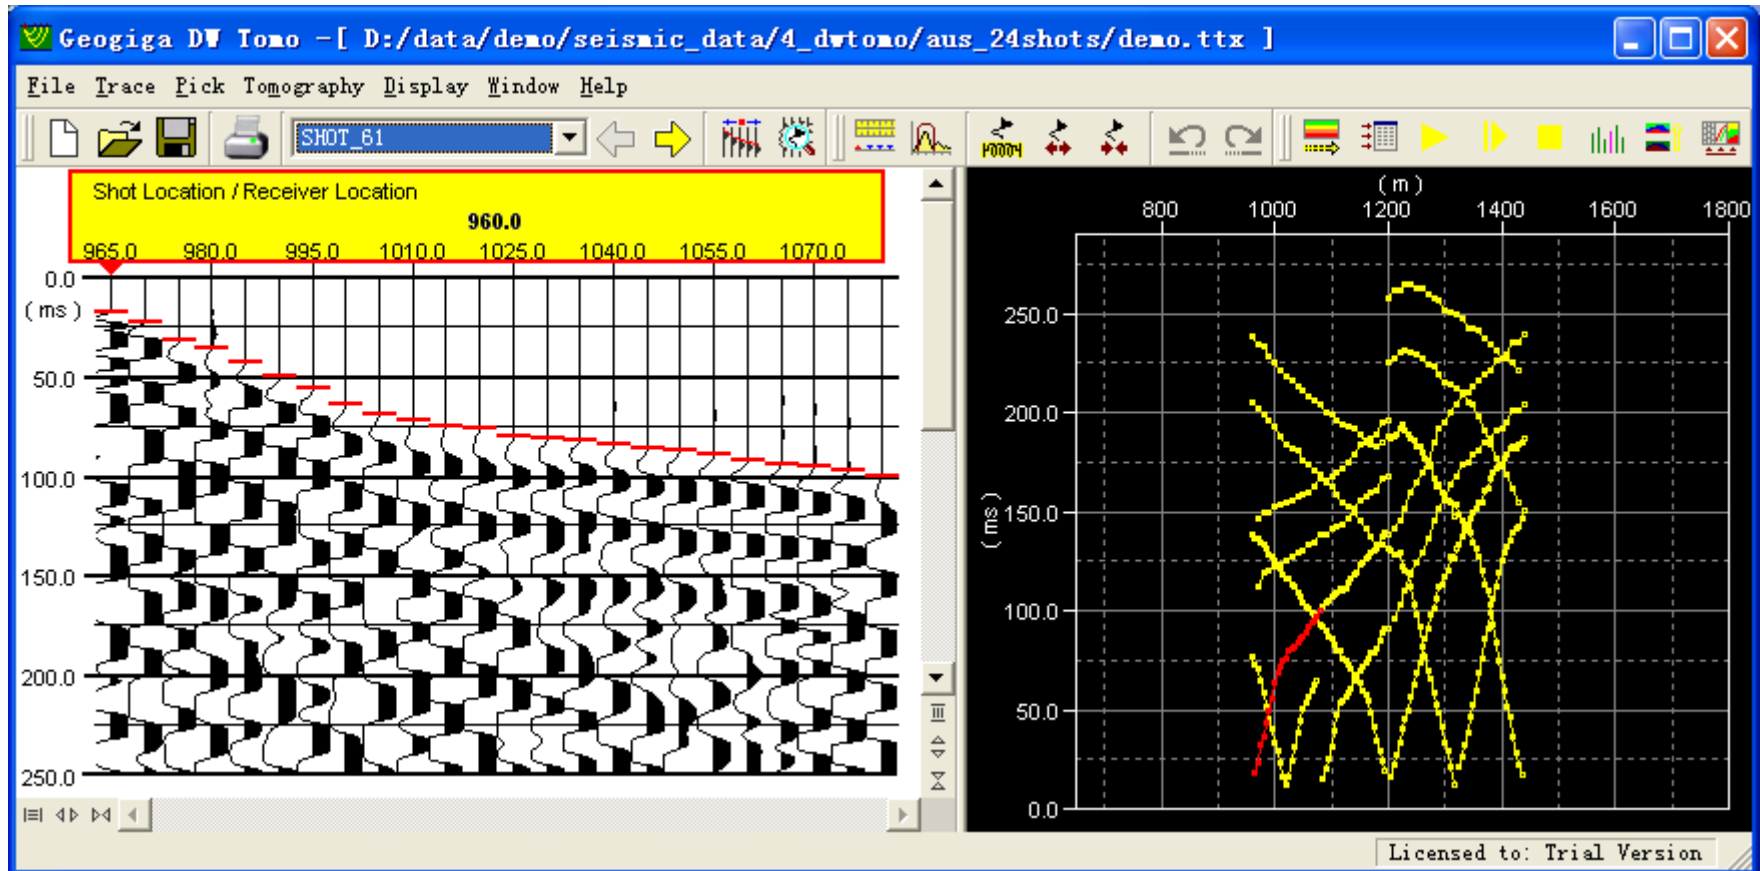 Geogiga DW Tomo -[ D:/data/demo/seismic_data/4_dwtomo/aus_24shots/demo.ttx ]
File Trace Pick Tomography Display Window Help
SHOT_61
Shot Location / Receiver Location
960.0
965.0 980.0 995.0 1010.0 1025.0 1040.0 1055.0 1070.0
0.0
( ms )
50.0
100.0
150.0
200.0
250.0
( m )
800 1000 1200 1400 1600 1800
250.0
200.0
( ms )
150.0
100.0
50.0
0.0
Licensed to: Trial Version